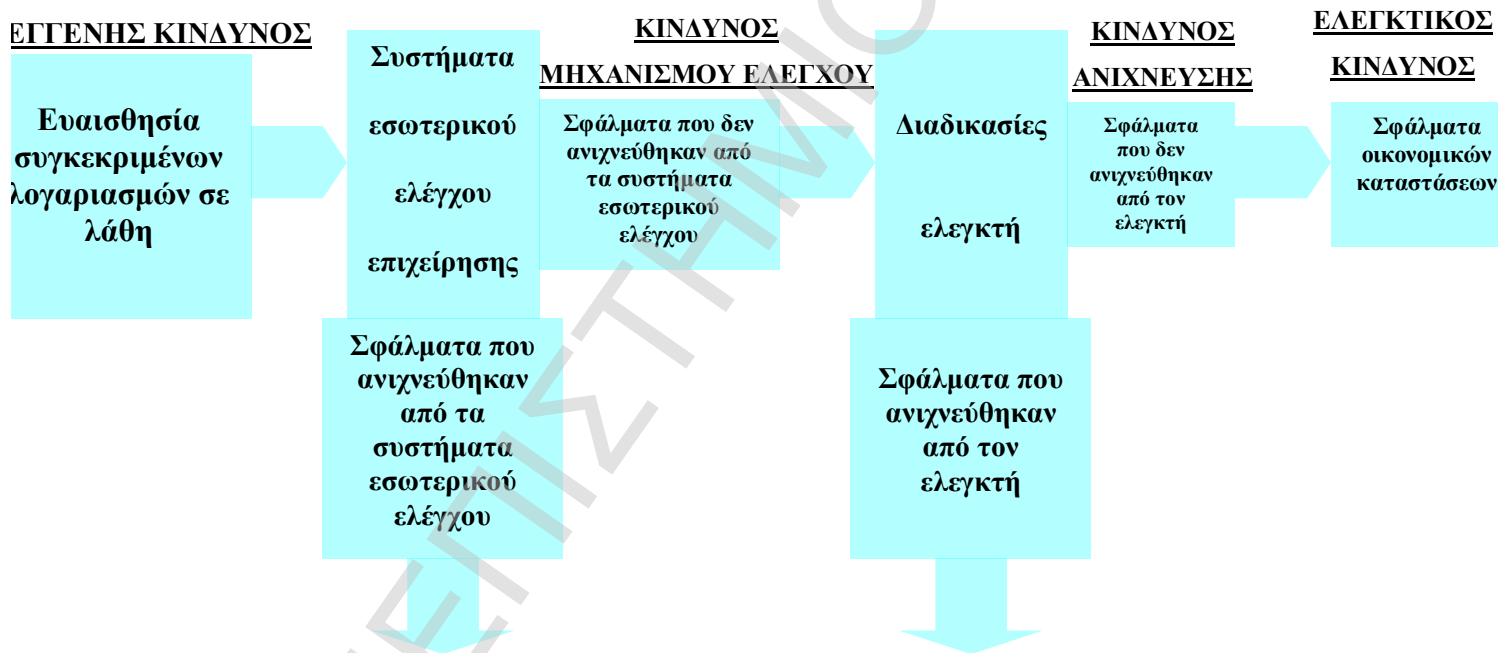 ΕΓΓΕΝΗΣ ΚΙΝΔΥΝΟΣ
Ευαισθησία
συγκεκριμένων
λογαριασμών σε
λάθη
Συστήματα
εσωτερικού
ελέγχου
επιχείρησης
Σφάλματα που
ανιχνεύθηκαν
από τα
συστήματα
εσωτερικού
ελέγχου
ΚΙΝΔΥΝΟΣ
ΜΗΧΑΝΙΣΜΟΥ ΕΛΕΓΧΟΥ
Σφάλματα που δεν
ανιχνεύθηκαν από
τα συστήματα
εσωτερικού
ελέγχου
Διαδικασίες
ελεγκτή
Σφάλματα που
ανιχνεύθηκαν
από τον
ελεγκτή
ΚΙΝΔΥΝΟΣ
ΑΝΙΧΝΕΥΣΗΣ
Σφάλματα
που δεν
ανιχνεύθηκαν
από τον
ελεγκτή
ΕΛΕΓΚΤΙΚΟΣ
ΚΙΝΔΥΝΟΣ
Σφάλματα
οικονομικών
καταστάσεων